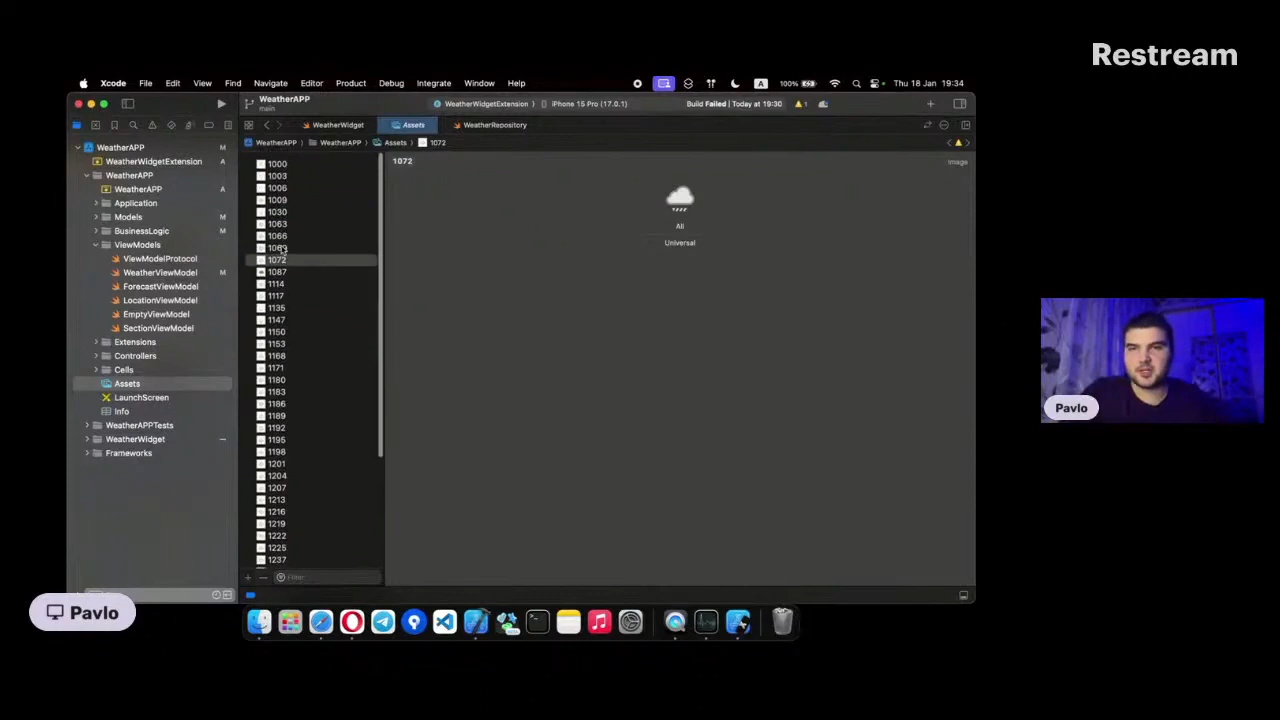 Restream
Xcode File Edit View Find Navigate Editor Product Debug Integrate Window Help A 100% Thu 18 Jan 19:34
WeatherAPP
main
WeatherWidgetExtension iPhone 15 Pro (17.0.1)
Build Failed | Today at 19:30
1
WeatherWidget
Assets
WeatherRepository
WeatherAPP WeatherAPP Assets 1072
WeatherAPP M
WeatherWidgetExtension A
WeatherAPP
WeatherAPP A
Application
Models M
BusinessLogic M
ViewModels
ViewModelProtocol
WeatherViewModel M
ForecastViewModel
LocationViewModel
EmptyViewModel
SectionViewModel
Extensions
Controllers
Cells
Assets
LaunchScreen
Info
WeatherAPPTests
WeatherWidget
Frameworks
1000
1003
1006
1009
1030
1063
1066
1072
1087
1114
1117
1135
1147
1150
1153
1168
1171
1180
1183
1186
1189
1192
1195
1198
1201
1204
1207
1213
1216
1219
1222
1225
1237
Filter
1072
Image
All
Universal
Pavlo
Pavlo